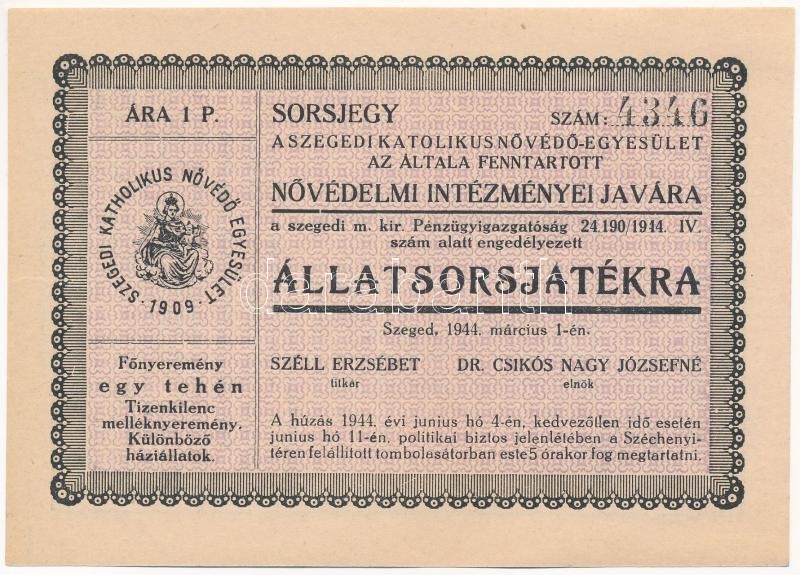 ÁRA 1 P.
SZEGEDI KATHOLIKUS NŐVÉDŐ EGYESÜLET
· 1909 ·
Főnyeremény
egy tehén
Tizenkilenc
melléknyeremény.
Különböző
háziállatok.
SORSJEGY SZÁM: 4346
A SZEGEDI KATOLIKUS NŐVÉDŐ-EGYESÜLET
AZ ÁLTALA FENNTARTOTT
NŐVÉDELMI INTÉZMÉNYEI JAVÁRA
a szegedi m. kir. Pénzügyigazgatóság 24.190/1944. IV.
szám alatt engedélyezett
ÁLLATSORSJATÉKRA
Szeged, 1944. március 1-én.
SZÉLL ERZSÉBET DR. CSIKÓS NAGY JÓZSEFNÉ
titkár elnök
A húzás 1944. évi junius hó 4-én, kedvezőtlen idő esetén
junius hó 11-én, politikai biztos jelenlétében a Széchenyi-
téren felállított tombolasátorban este 5 órakor fog megtartatni.
darabanth